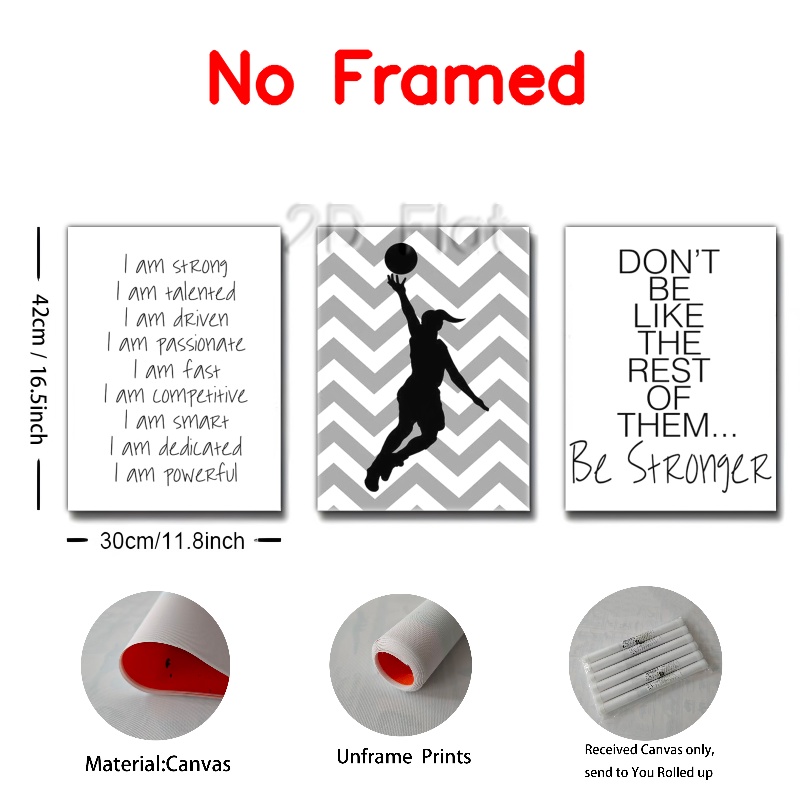 No Framed
2D Flat
I am strong
I am talented
I am driven
I am passionate
I am fast
I am competitive
I am smart
I am dedicated
I am powerful
DON'T
BE
LIKE
THE
REST
OF
THEM...
Be Stronger
42cm / 16.5inch
30cm/11.8inch
Material:Canvas
Unframe Prints
Received Canvas only,
send to You Rolled up